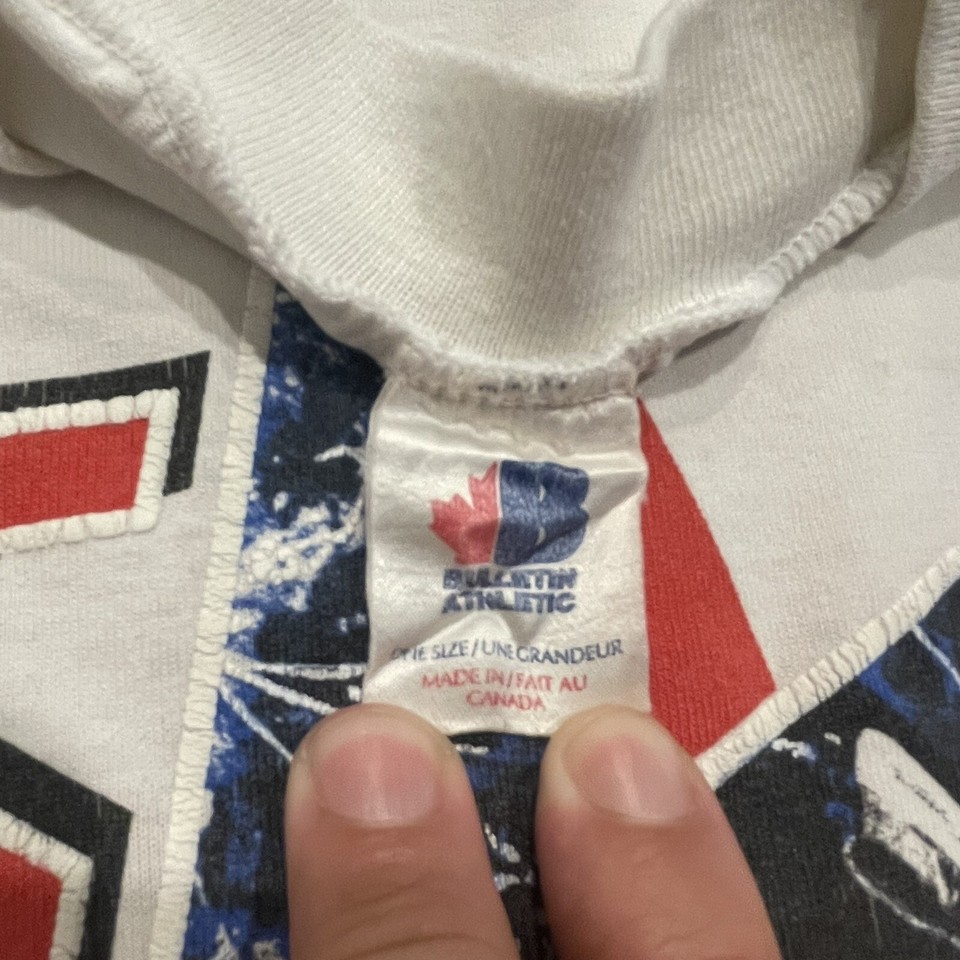 BULLETIN
ATHLETIC
ONE SIZE/UNE GRANDEUR
MADE IN/FAIT AU
CANADA